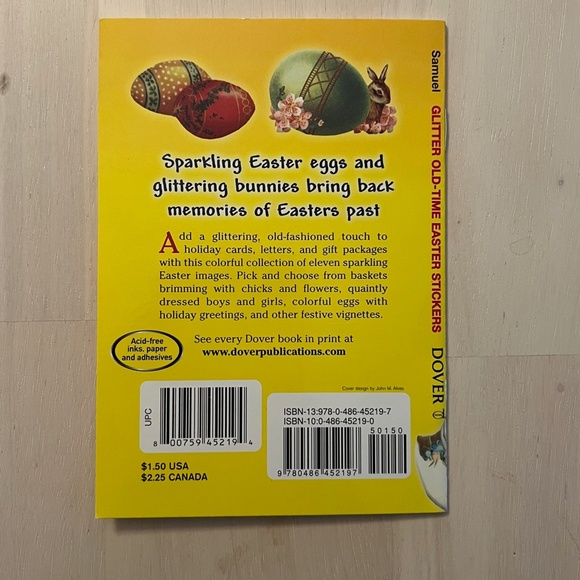 Sparkling Easter eggs and
glittering bunnies bring back
memories of Easters past
Add a glittering, old-fashioned touch to
holiday cards, letters, and gift packages
with this colorful collection of eleven sparkling
Easter images. Pick and choose from baskets
brimming with chicks and flowers, quaintly
dressed boys and girls, colorful eggs with
holiday greetings, and other festive vignettes.
Acid-free
inks, paper
and adhesives
See every Dover book in print at
www.doverpublications.com
Cover design by John M. Alves
UPC
8 00759 45219 4
$1.50 USA
$2.25 CANADA
ISBN-13:978-0-486-45219-7
ISBN-10:0-486-45219-0
50150
9 780486 452197
Samuel GLITTER OLD-TIME EASTER STICKERS DOVER